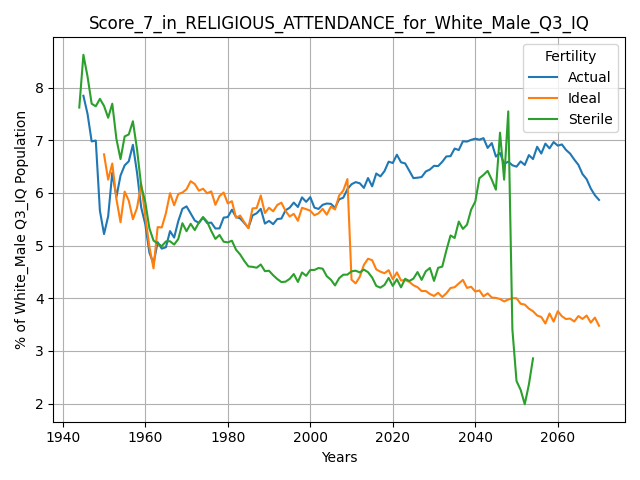 Score_7_in_RELIGIOUS_ATTENDANCE_for_White_Male_Q3_IQ
% of White_Male Q3_IQ Population
8
7
6
5
4
3
2
Fertility
Actual
Ideal
Sterile
1940 1960 1980 2000 2020 2040 2060
Years